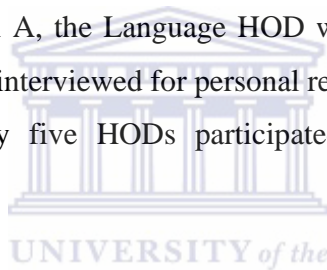 A, the Language HOD w
interviewed for personal re
y five HODs participate
UNIVERSITY of the